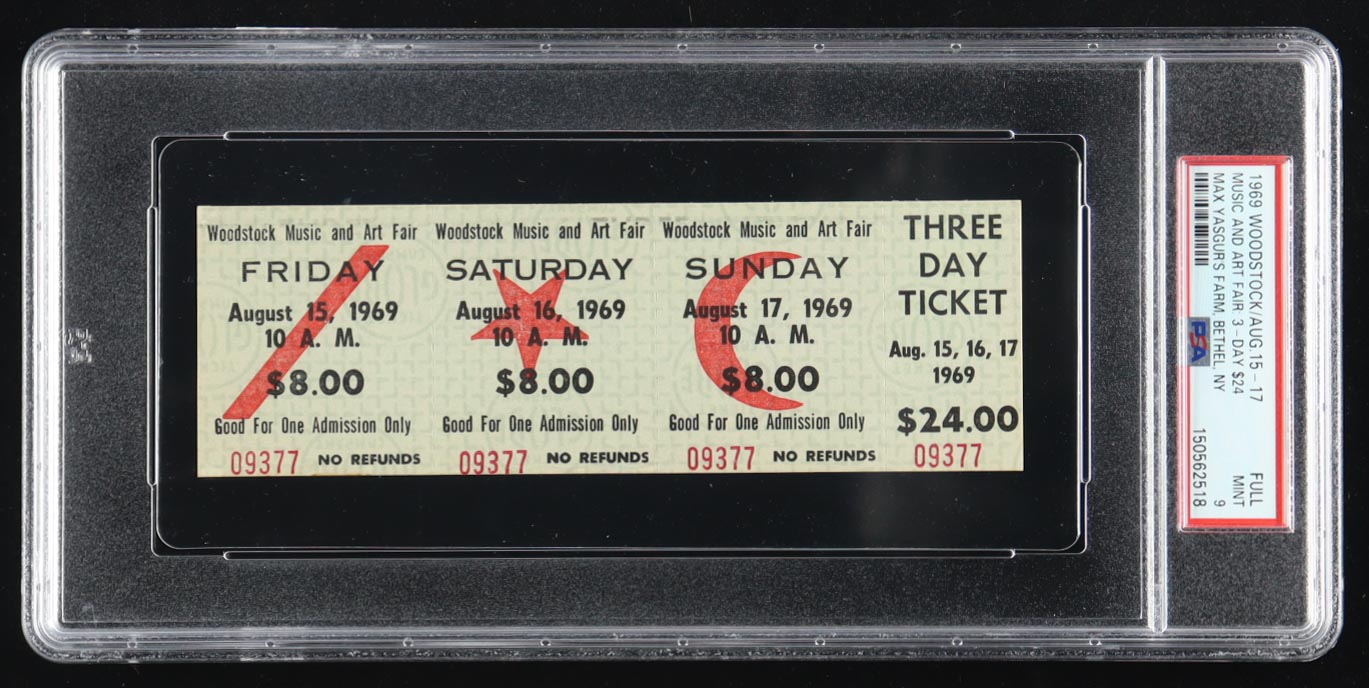 Woodstock Music and Art Fair
FRIDAY
August 15, 1969
10 A. M.
$8.00
Good For One Admission Only
09377 NO REFUNDS
Woodstock Music and Art Fair
SATURDAY
August 16, 1969
10 A. M.
$8.00
Good For One Admission Only
09377 NO REFUNDS
Woodstock Music and Art Fair
SUNDAY
August 17, 1969
10 A. M.
$8.00
Good For One Admission Only
09377 NO REFUNDS
THREE
DAY
TICKET
Aug. 15, 16, 17
1969
$24.00
09377
1969 WOODSTOCK/AUG.15-17 FULL
MUSIC AND ART FAIR 3-DAY $24 MINT
MAX YASGURS FARM, BETHEL, NY 9
PSA 150562518